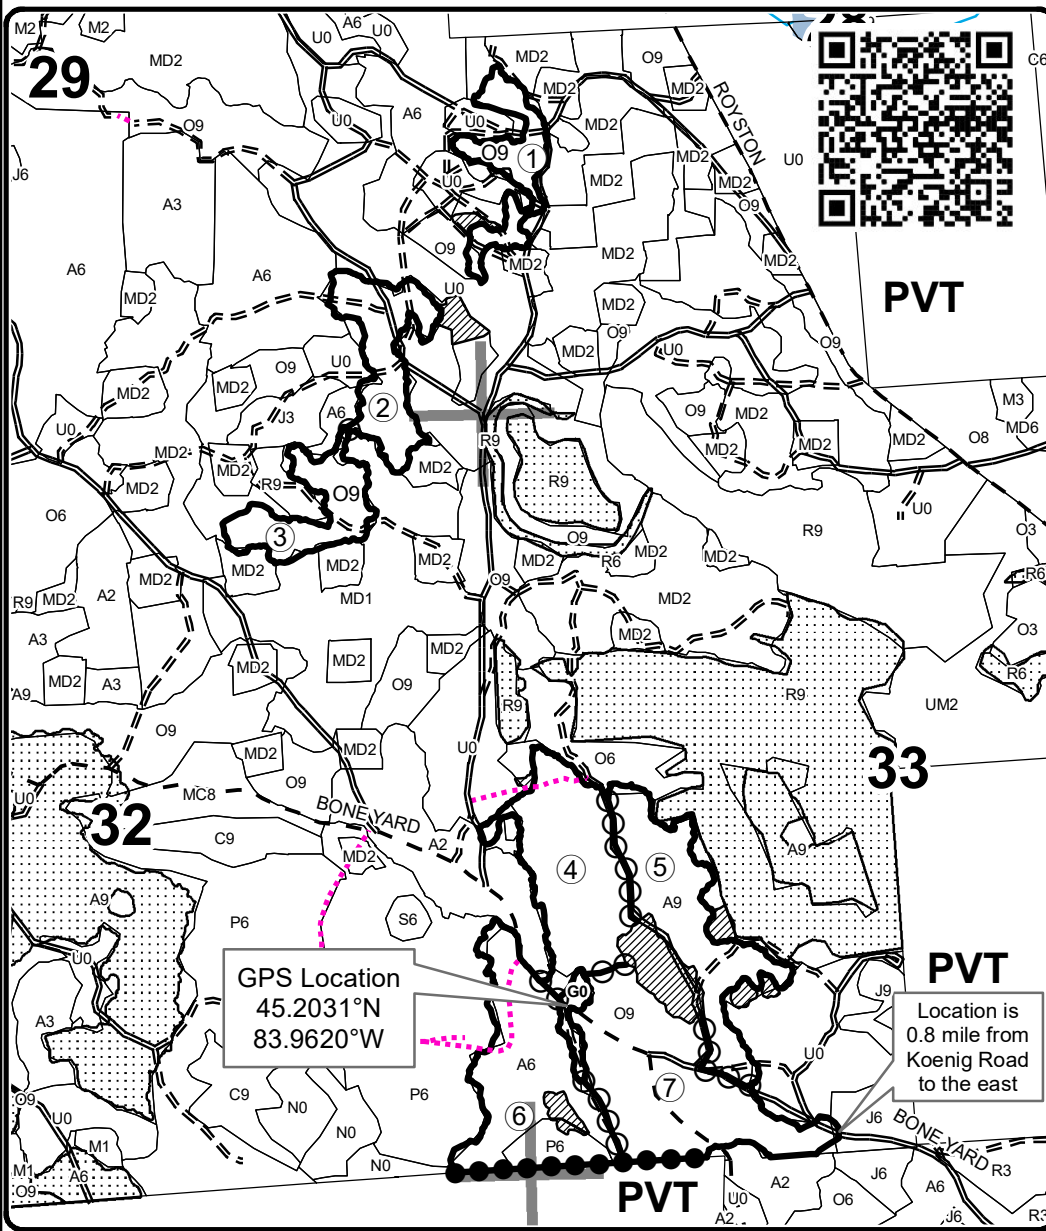 M2
M2
A6
U0
U0
MD2
O9
C6
29
MD2
A6
U0
U0
MD2
MD2
ROYSTON
O9
O9
1
MD2
MD2
U0
J6
A3
U0
MD2
MD2
O9
A6
A6
O9
MD2
MD2
MD2
PVT
MD2
U0
MD2
O9
O9
O9
U0
MD2
U0
MD2
MD2
A6
2
J3
O9
MD2
M3
U0
R9
MD2
MD2
O8
MD6
MD2
MD2
MD2
R9
O9
MD2
R9
U0
O6
3
O9
R9
O3
MD2
MD2
MD2
MD2
R6
MD2
MD2
R9
MD2
A2
MD1
O9
MD2
R6
A3
MD2
MD2
MD2
O3
MD2
A3
MD2
O9
R9
R9
R6
A9
UM2
O9
MD2
MD2
U0
O6
33
U0
MC8
O9
32
BONE YARD
C9
A2
MD2
4
5
A9
A9
A9
P6
S6
U0
GPS Location
45.2031°N
83.9620°W
G0
PVT
J9
O9
Location is
0.8 mile from
Koenig Road
to the east
A3
U0
A6
C9
N0
P6
7
O9
U0
6
J6
BONE YARD
M1
N0
P6
M1
O9
A6
N0
PVT
A2
J6
R3
U0
O6
A6
A2
J6
R3